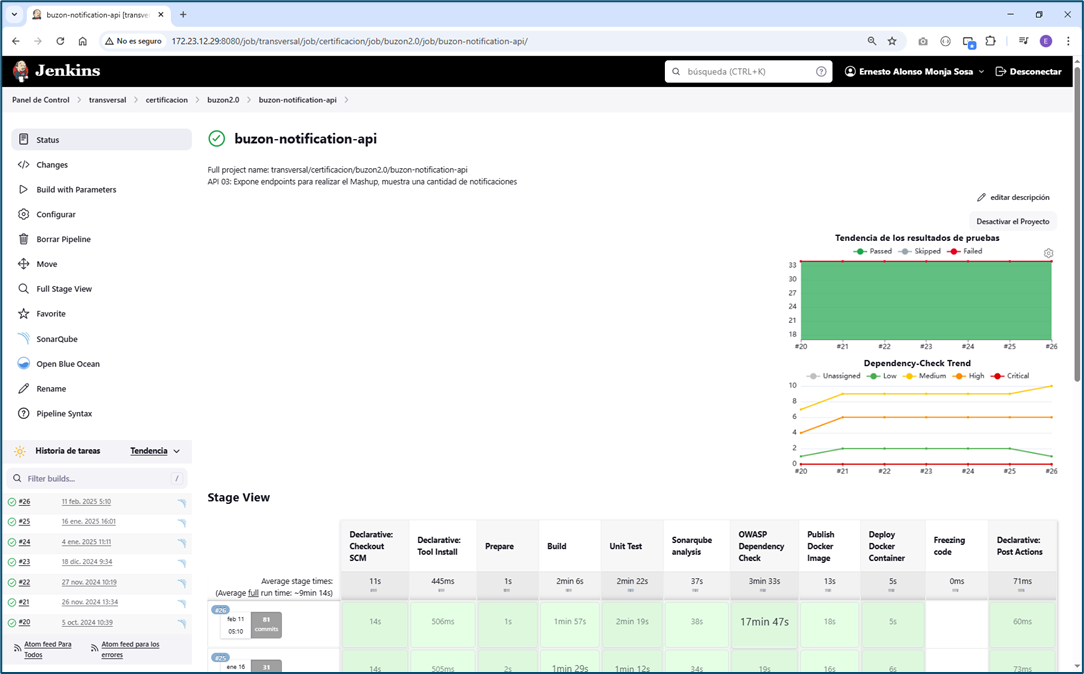 buzon-notification-api [transver
No es seguro
172.23.12.29:8080/job/transversal/job/certificacion/job/buzon2.0/job/buzon-notification-api/
E
Jenkins
búsqueda (CTRL+K)
Ernesto Alonso Monja Sosa
Desconectar
Panel de Control
transversal
certificacion
buzon2.0
buzon-notification-api
Status
Changes
Build with Parameters
Configurar
Borrar Pipeline
Move
Full Stage View
Favorite
SonarQube
Open Blue Ocean
Rename
Pipeline Syntax
Historia de tareas
Tendencia
Filter builds...
/
#26 11 feb. 2025 5:10
#25 16 ene. 2025 16:01
#24 4 ene. 2025 11:11
#23 18 dic. 2024 9:34
#22 27 nov. 2024 10:19
#21 26 nov. 2024 13:34
#20 5 oct. 2024 10:39
Atom feed Para Todos
Atom feed para los errores
buzon-notification-api
Full project name: transversal/certificacion/buzon2.0/buzon-notification-api
API 03: Expone endpoints para realizar el Mashup, muestra una cantidad de notificaciones
editar descripción
Desactivar el Proyecto
Tendencia de los resultados de pruebas
Passed Skipped Failed
33
30
27
24
21
18
#20 #21 #22 #23 #24 #25 #26
Dependency-Check Trend
Unassigned Low Medium High Critical
10
8
6
4
2
0
#20 #21 #22 #23 #24 #25 #26
Stage View
Declarative: Checkout SCM
Declarative: Tool Install
Prepare
Build
Unit Test
Sonarqube analysis
OWASP Dependency Check
Publish Docker Image
Deploy Docker Container
Freezing code
Declarative: Post Actions
Average stage times:
(Average full run time: ~9min 14s)
11s 445ms 1s 2min 6s 2min 22s 37s 3min 33s 13s 5s 0ms 71ms
#26
feb 11
05:10
81
commits
14s 506ms 1s 1min 57s 2min 19s 38s 17min 47s 18s 5s 60ms
#25
ene 16
31
14s 505ms 2s 1min 29s 1min 12s 34s 19s 16s 6s 73ms